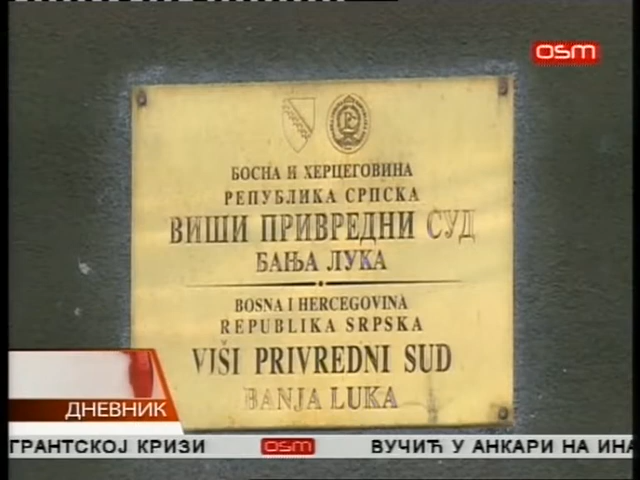 OSM
БОСНА И ХЕРЦЕГОВИНА
РЕПУБЛИКА СРПСКА
ВИШИ ПРИВРЕДНИ СУД
БАЊА ЛУКА
BOSNA I HERCEGOVINA
REPUBLIKA SRPSKA
VIŠI PRIVREDNI SUD
BANJA LUKA
ДНЕВНИК
ГРАНТСКОЈ КРИЗИ OSM ВУЧИЋ У АНКАРИ НА ИНА